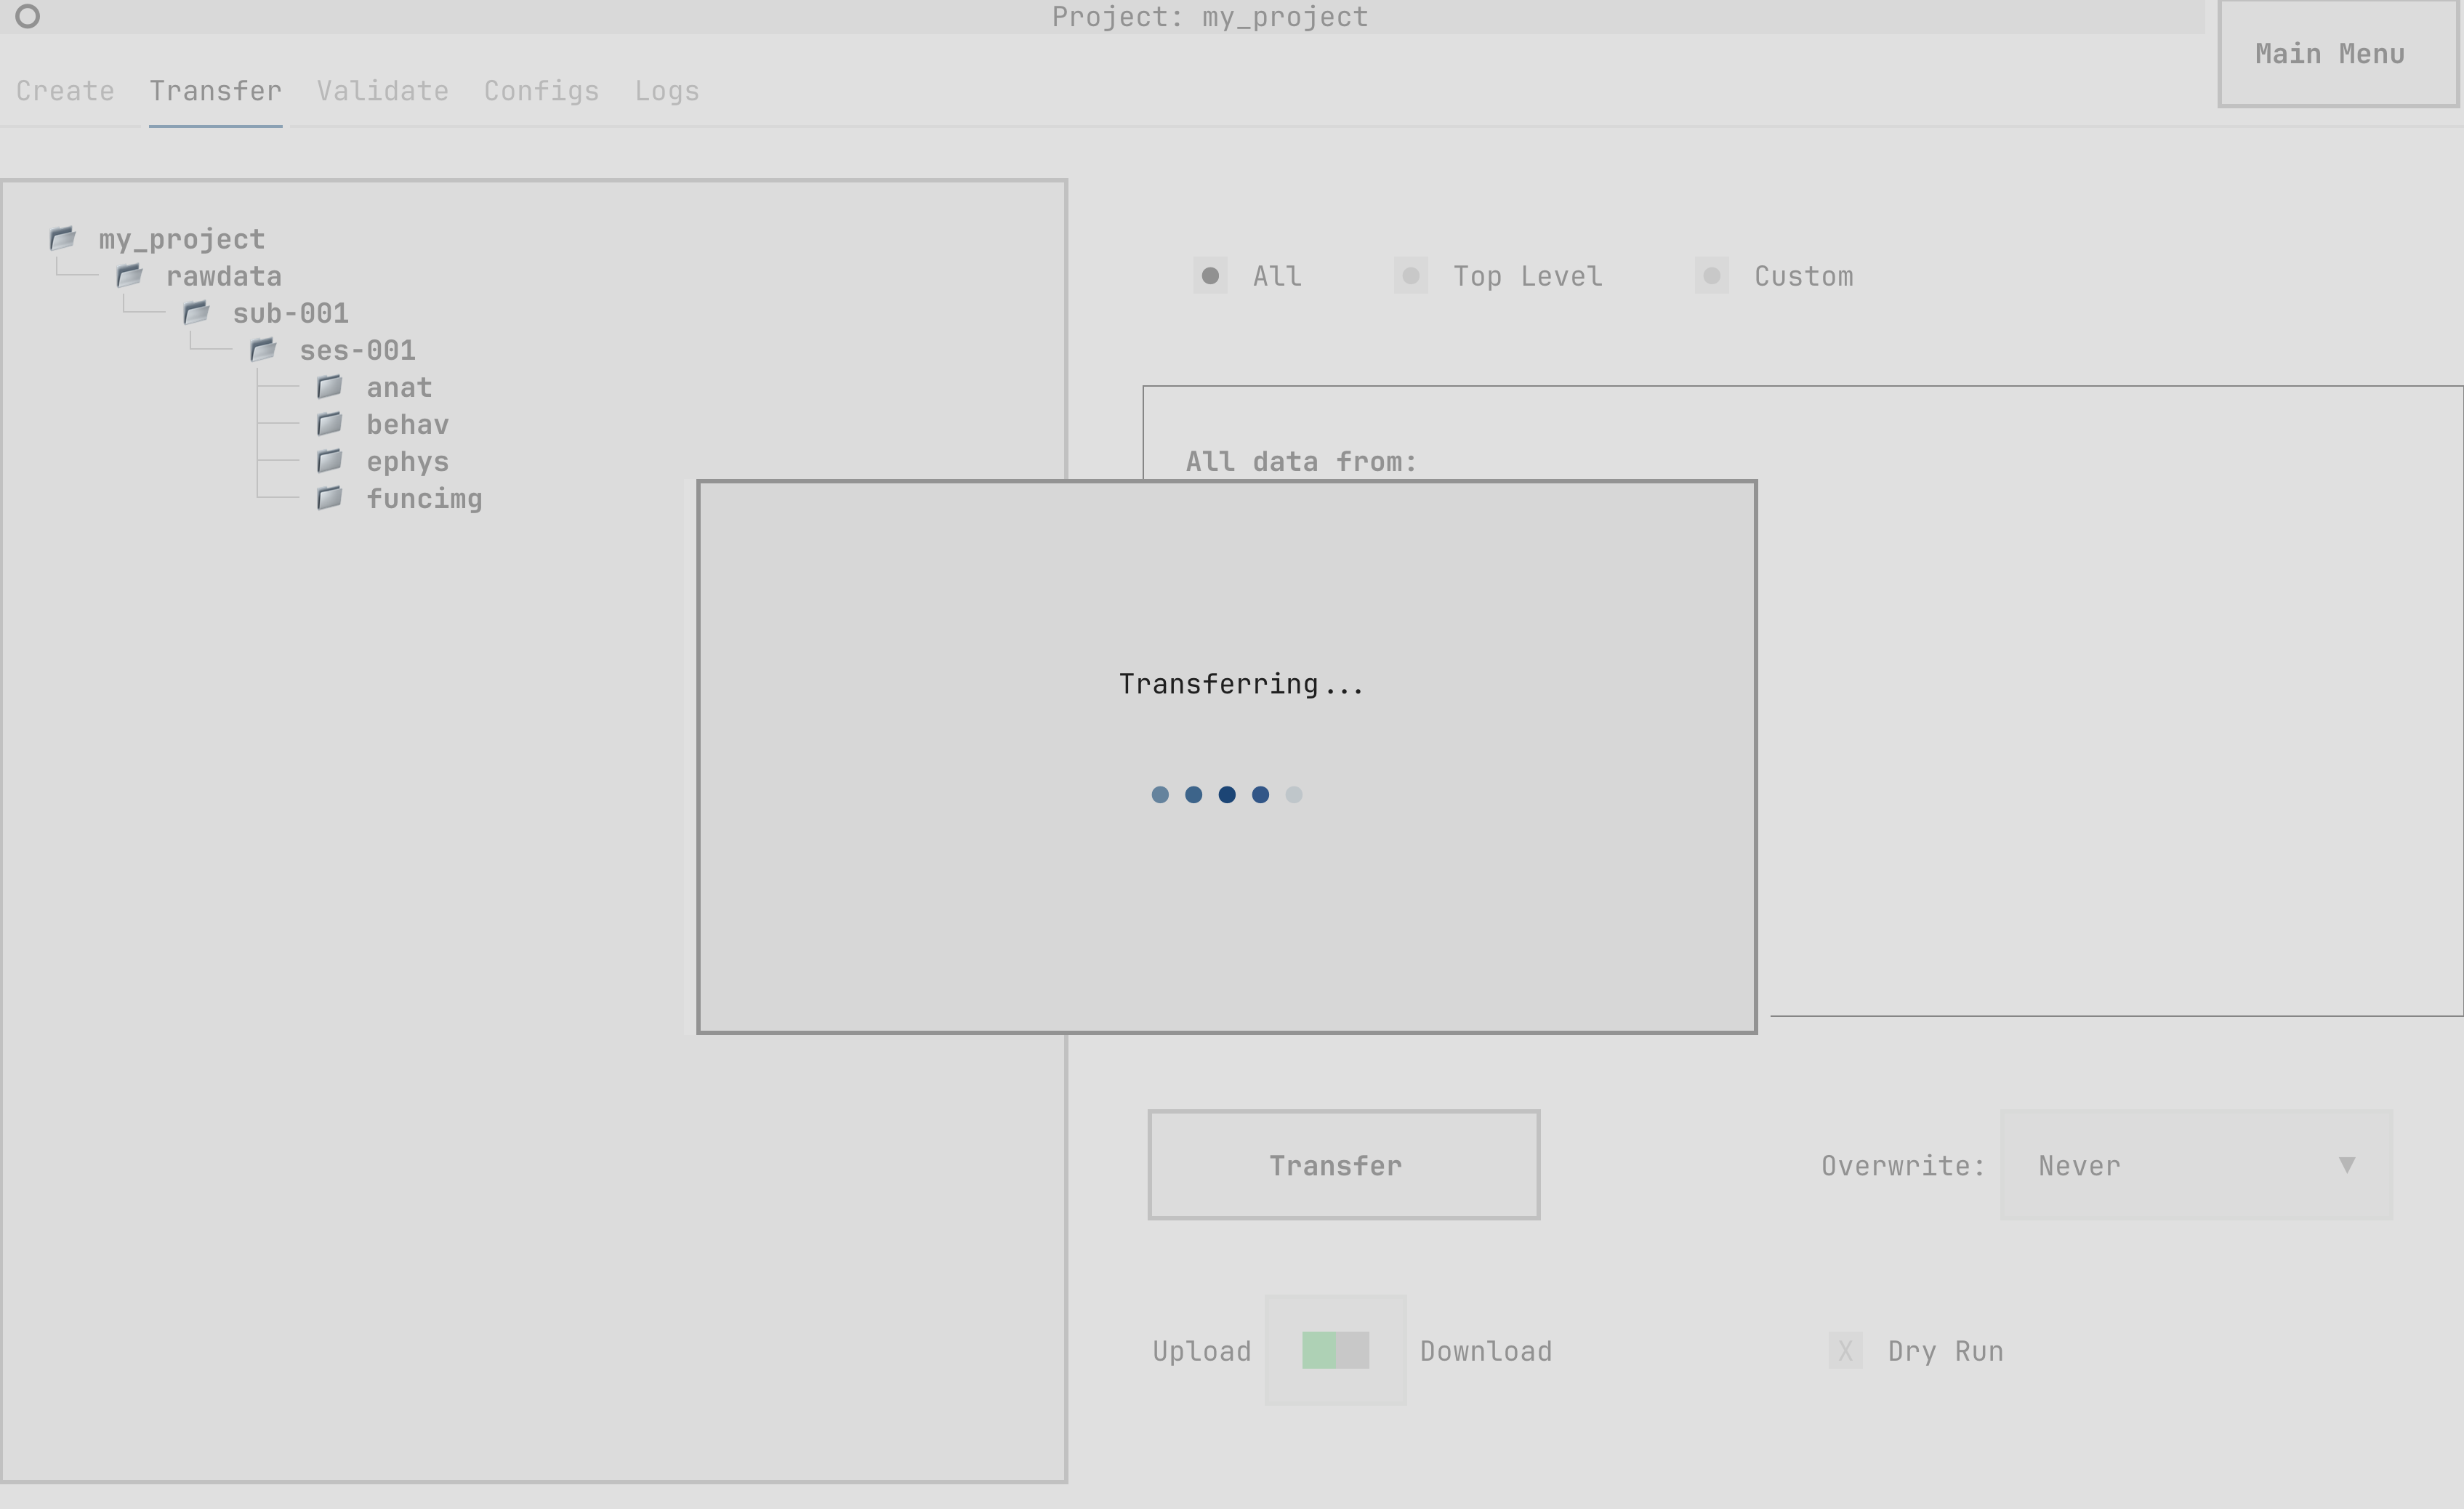 Project: my_project
Main Menu
Create Transfer Validate Configs Logs
my_project
rawdata
sub-001
ses-001
anat
behav
ephys
funcimg
All Top Level Custom
All data from:
Transferring...
Transfer
Overwrite: Never ▼
Upload Download
X Dry Run